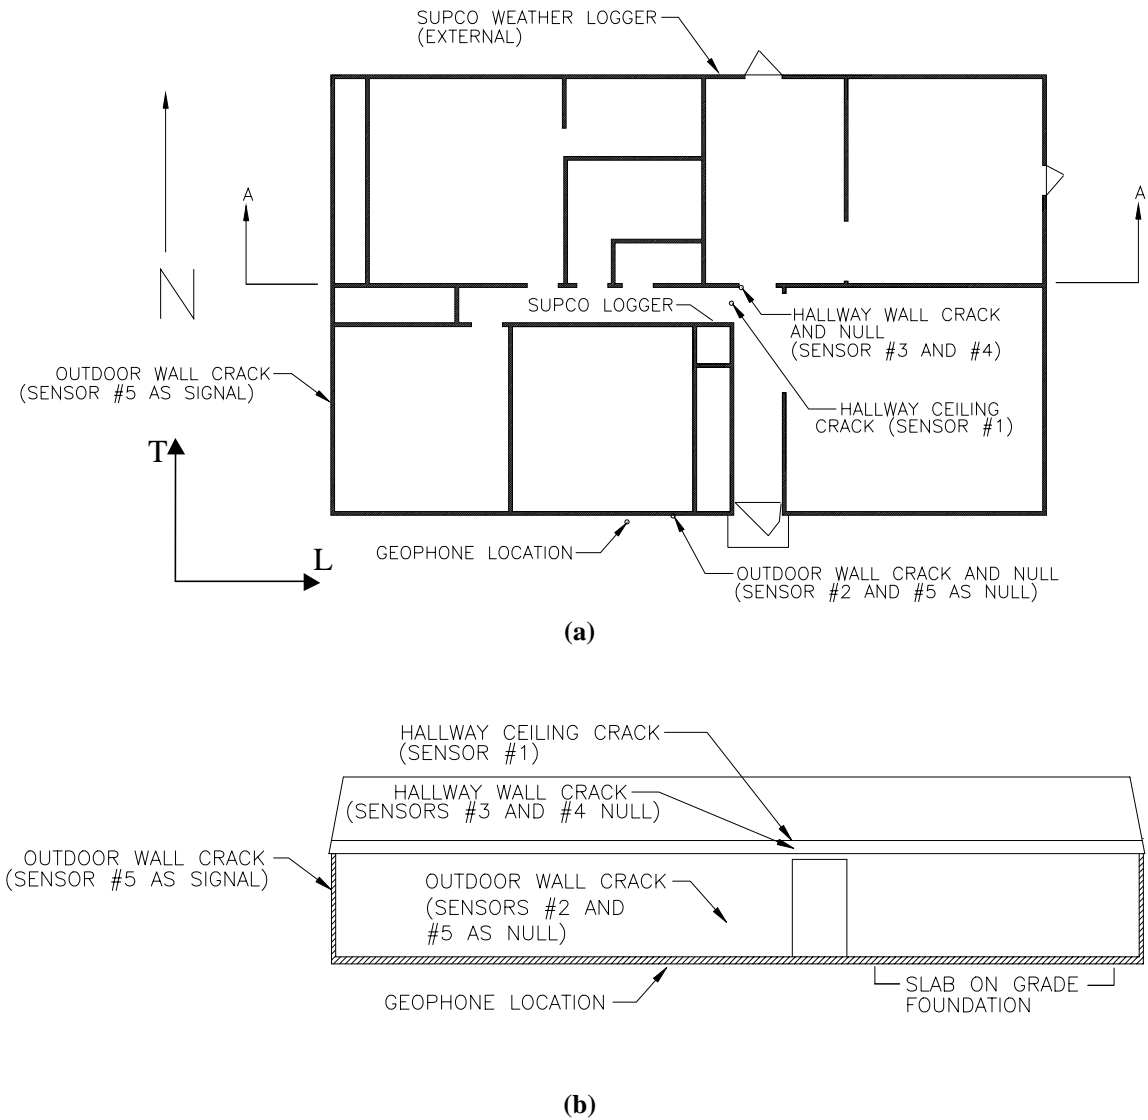 SUPCO WEATHER LOGGER
(EXTERNAL)
A
A
N
SUPCO LOGGER
HALLWAY WALL CRACK
AND NULL
(SENSOR #3 AND #4)
OUTDOOR WALL CRACK
(SENSOR #5 AS SIGNAL)
HALLWAY CEILING
CRACK (SENSOR #1)
T
L
GEOPHONE LOCATION
OUTDOOR WALL CRACK AND NULL
(SENSOR #2 AND #5 AS NULL)
(a)
HALLWAY CEILING CRACK
(SENSOR #1)
HALLWAY WALL CRACK
(SENSORS #3 AND #4 NULL)
OUTDOOR WALL CRACK
(SENSOR #5 AS SIGNAL)
OUTDOOR WALL CRACK
(SENSORS #2 AND
#5 AS NULL)
GEOPHONE LOCATION
SLAB ON GRADE
FOUNDATION
(b)